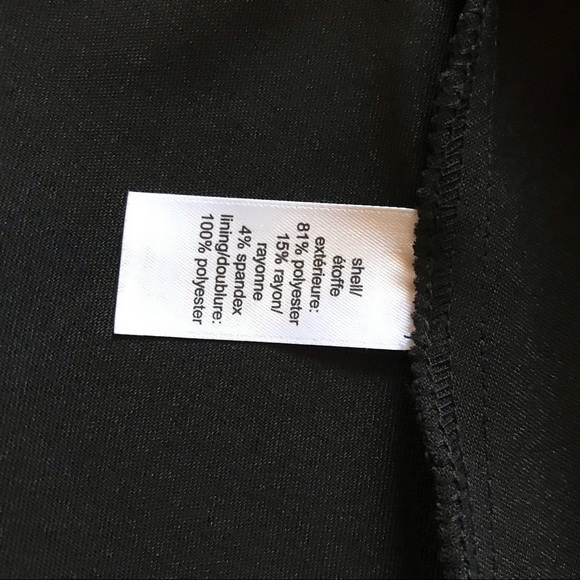 shell/
étoffe
extérieure:
81% polyester
15% rayon/
rayonne
4% spandex
lining/doublure:
100% polyester